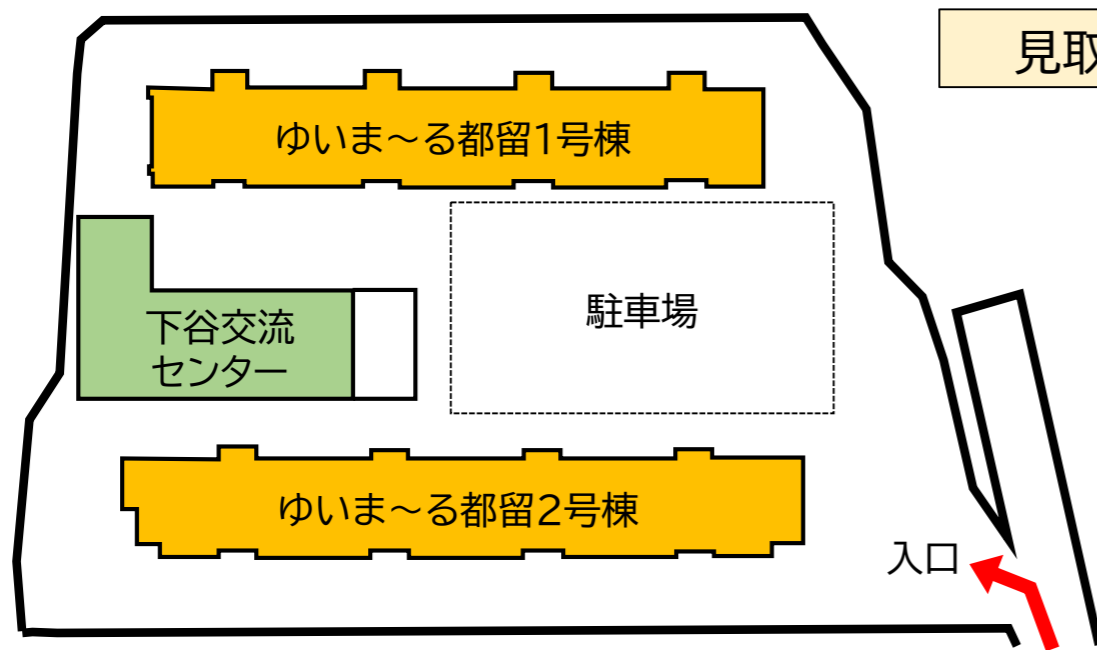 見取
ゆいま～る都留1号棟
下谷交流
センター
駐車場
ゆいま～る都留2号棟
入口